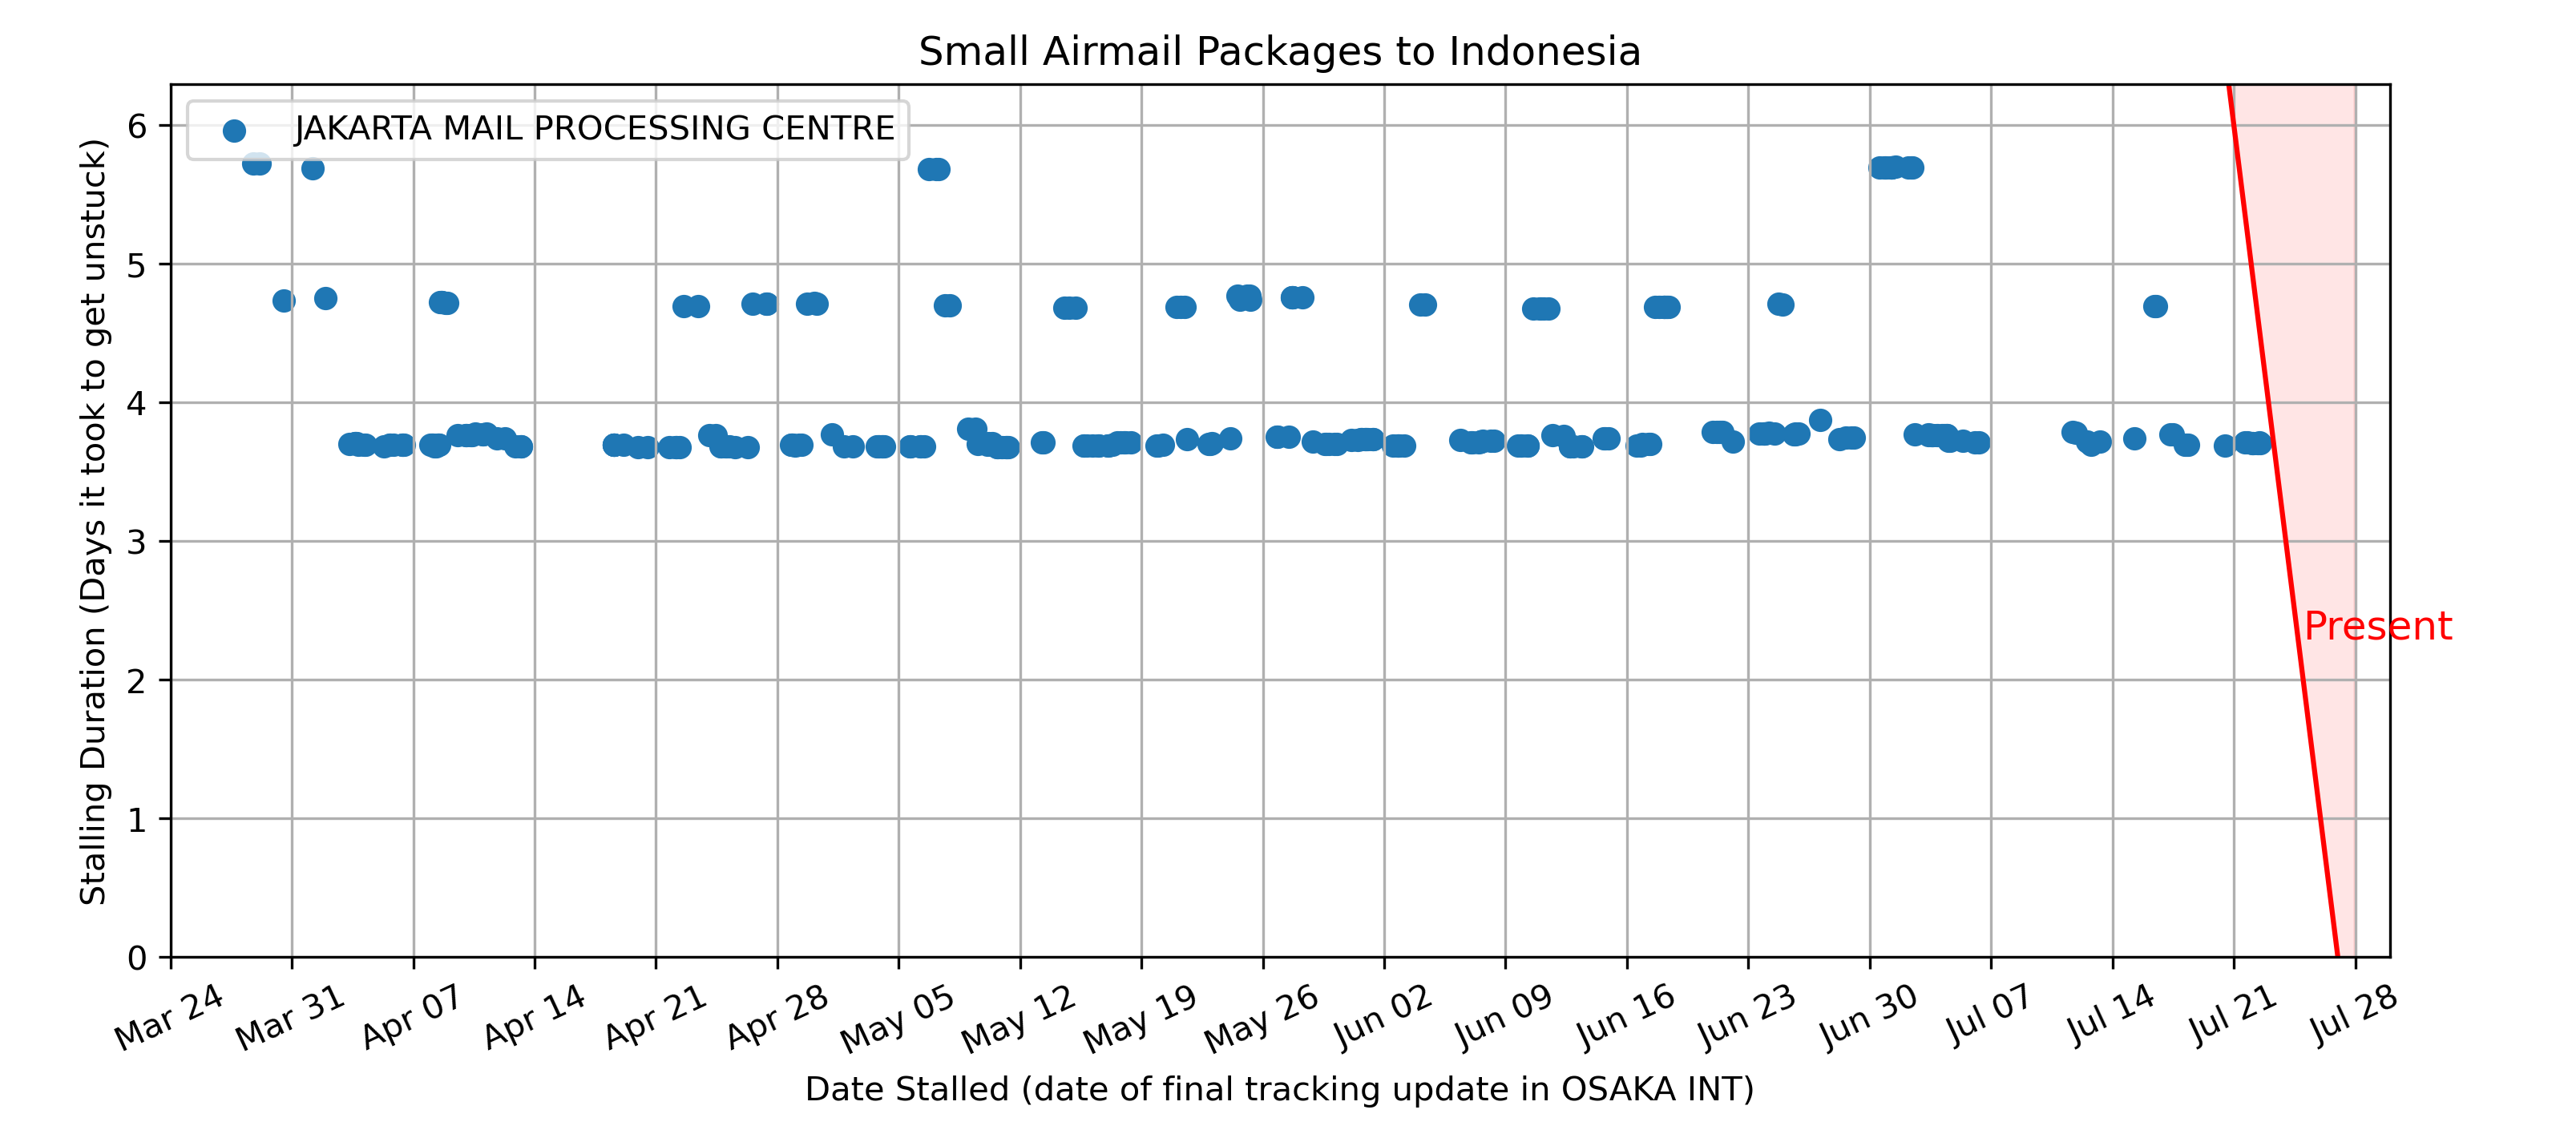 Small Airmail Packages to Indonesia
JAKARTA MAIL PROCESSING CENTRE
Stalling Duration (Days it took to get unstuck)
6
5
4
3
2
1
0
Present
Mar 24
Mar 31
Apr 07
Apr 14
Apr 21
Apr 28
May 05
May 12
May 19
May 26
Jun 02
Jun 09
Jun 16
Jun 23
Jun 30
Jul 07
Jul 14
Jul 21
Jul 28
Date Stalled (date of final tracking update in OSAKA INT)